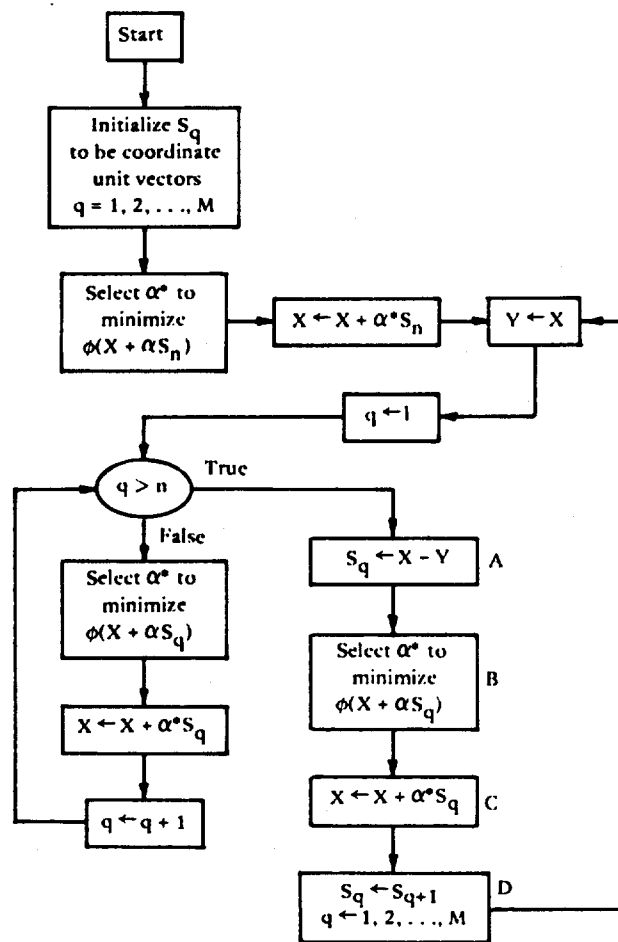 Start
Initialize S_q
to be coordinate
unit vectors
q = 1, 2, . . ., M
Select α* to
minimize
ϕ(X + αS_n)
X ← X + α*S_n
Y ← X
q ← 1
q > n
True
False
Select α* to
minimize
ϕ(X + αS_q)
X ← X + α*S_q
q ← q + 1
S_q ← X - Y
A
Select α* to
minimize
ϕ(X + αS_q)
B
X ← X + α*S_q
C
S_q ← S_q+1
q ← 1, 2, . . ., M
D